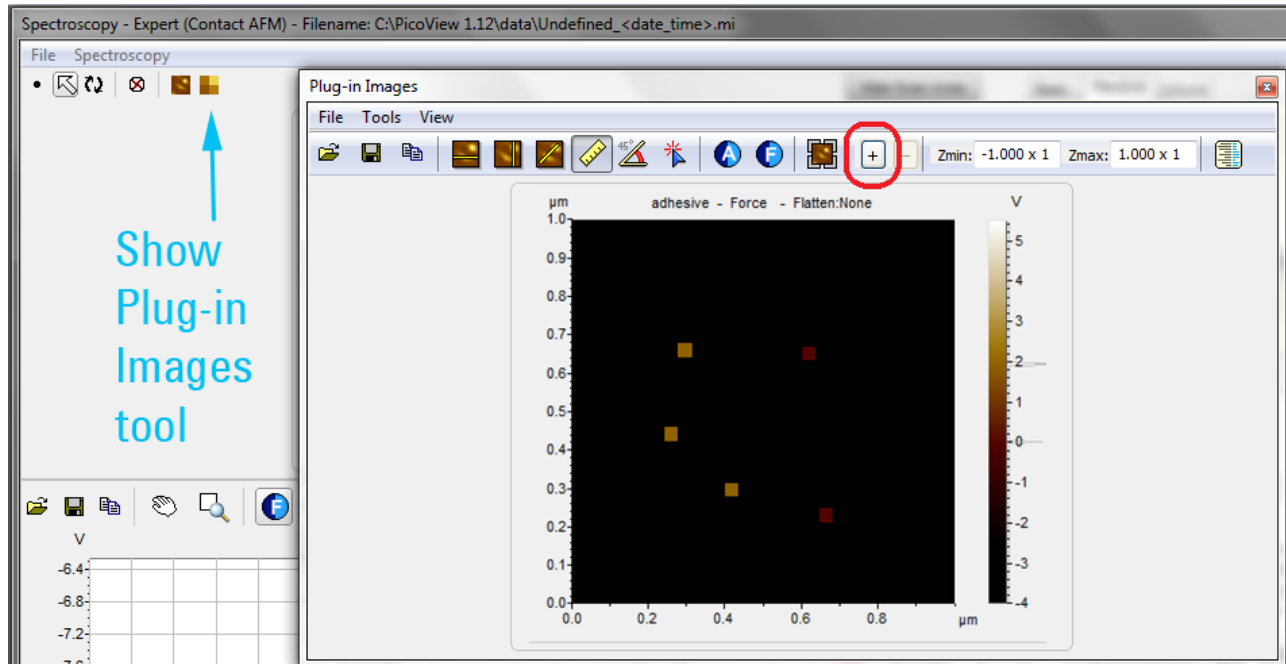 Spectroscopy - Expert (Contact AFM) - Filename: C:\PicoView 1.12\data\Undefined_<date_time>.mi
File Spectroscopy
Plug-in Images
File Tools View
45°
A
F
+
−
Zmin: -1.000 x 1 Zmax: 1.000 x 1
Show
Plug-in
Images
tool
µm adhesive - Force - Flatten:None V
1.0
0.9
0.8
0.7
0.6
0.5
0.4
0.3
0.2
0.1
0.0
0.0 0.2 0.4 0.6 0.8 µm
5
4
3
2
1
0
-1
-2
-3
-4
F
V
-6.4
-6.8
-7.2